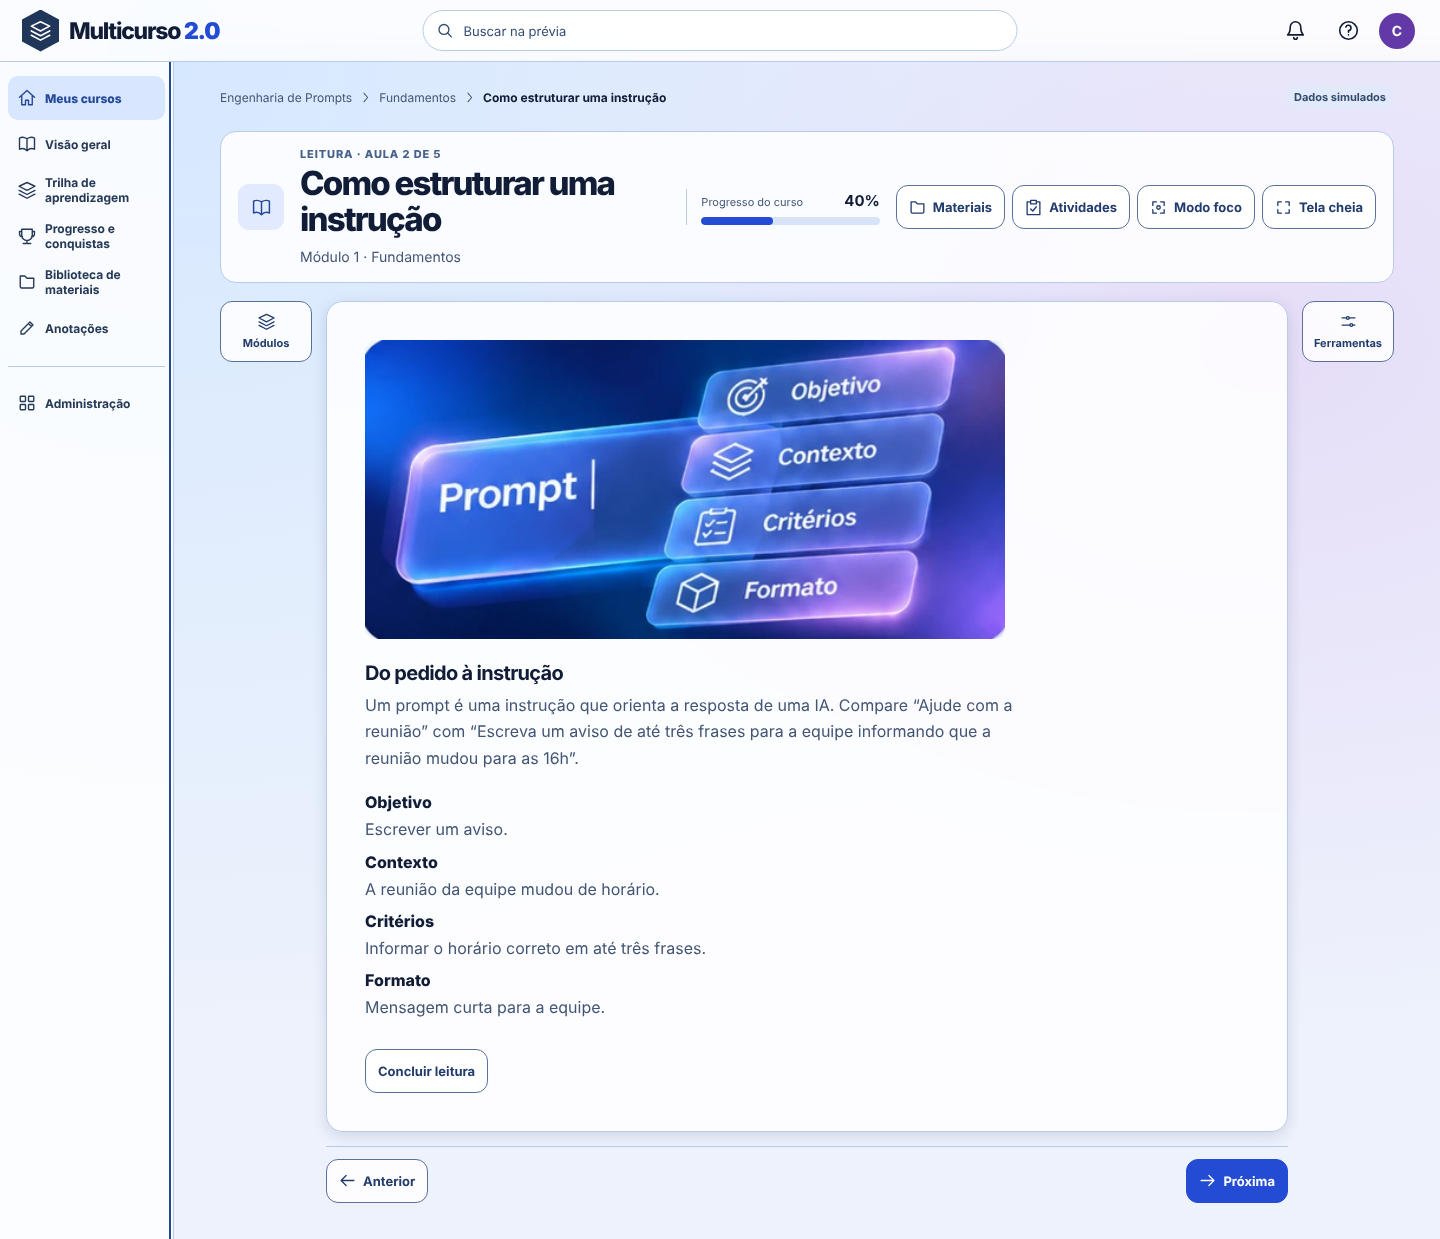 Multicurso 2.0
Buscar na prévia
C
Meus cursos
Visão geral
Trilha de
aprendizagem
Progresso e
conquistas
Biblioteca de
materiais
Anotações
Administração
Engenharia de Prompts
Fundamentos
Como estruturar uma instrução
Dados simulados
LEITURA · AULA 2 DE 5
Como estruturar uma
instrução
Módulo 1 · Fundamentos
Progresso do curso
40%
Materiais
Atividades
Modo foco
Tela cheia
Módulos
Ferramentas
Prompt
Objetivo
Contexto
Critérios
Formato
Do pedido à instrução
Um prompt é uma instrução que orienta a resposta de uma IA. Compare “Ajude com a
reunião” com “Escreva um aviso de até três frases para a equipe informando que a
reunião mudou para as 16h”.
Objetivo
Escrever um aviso.
Contexto
A reunião da equipe mudou de horário.
Critérios
Informar o horário correto em até três frases.
Formato
Mensagem curta para a equipe.
Concluir leitura
Anterior
Próxima